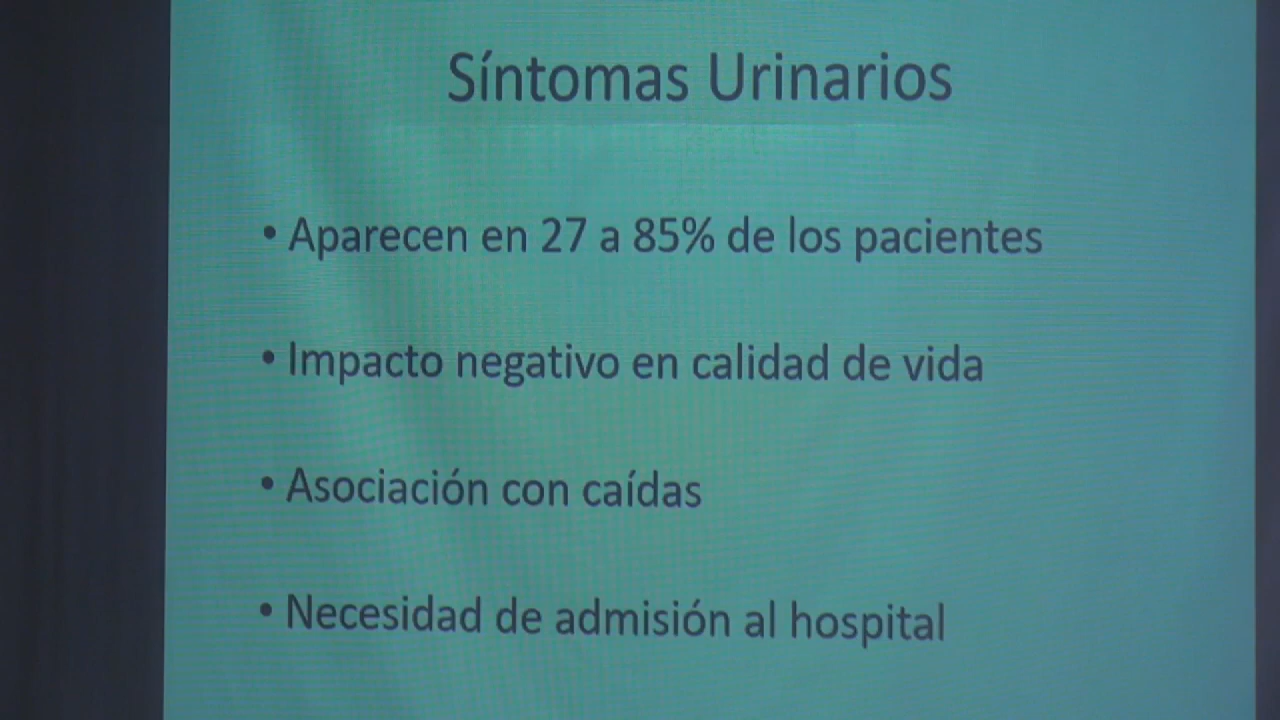 Síntomas Urinarios
• Aparecen en 27 a 85% de los pacientes
• Impacto negativo en calidad de vida
• Asociación con caídas
• Necesidad de admisión al hospital